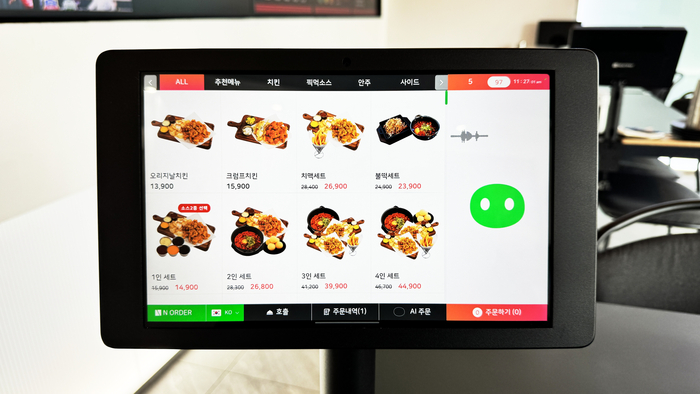 ALL 추천메뉴 치킨 찍먹소스 안주 사이드 5 97 11:27
오리지날치킨 크럼프치킨 치맥세트 불떡세트
13,900 15,900 28,400 26,900 24,900 23,900
소스2종 선택
1인 세트 2인 세트 3인 세트 4인 세트
15,900 14,900 28,300 26,800 41,200 39,900 46,700 44,900
N ORDER KO 호출 주문내역(1) AI 주문 주문하기 (0)